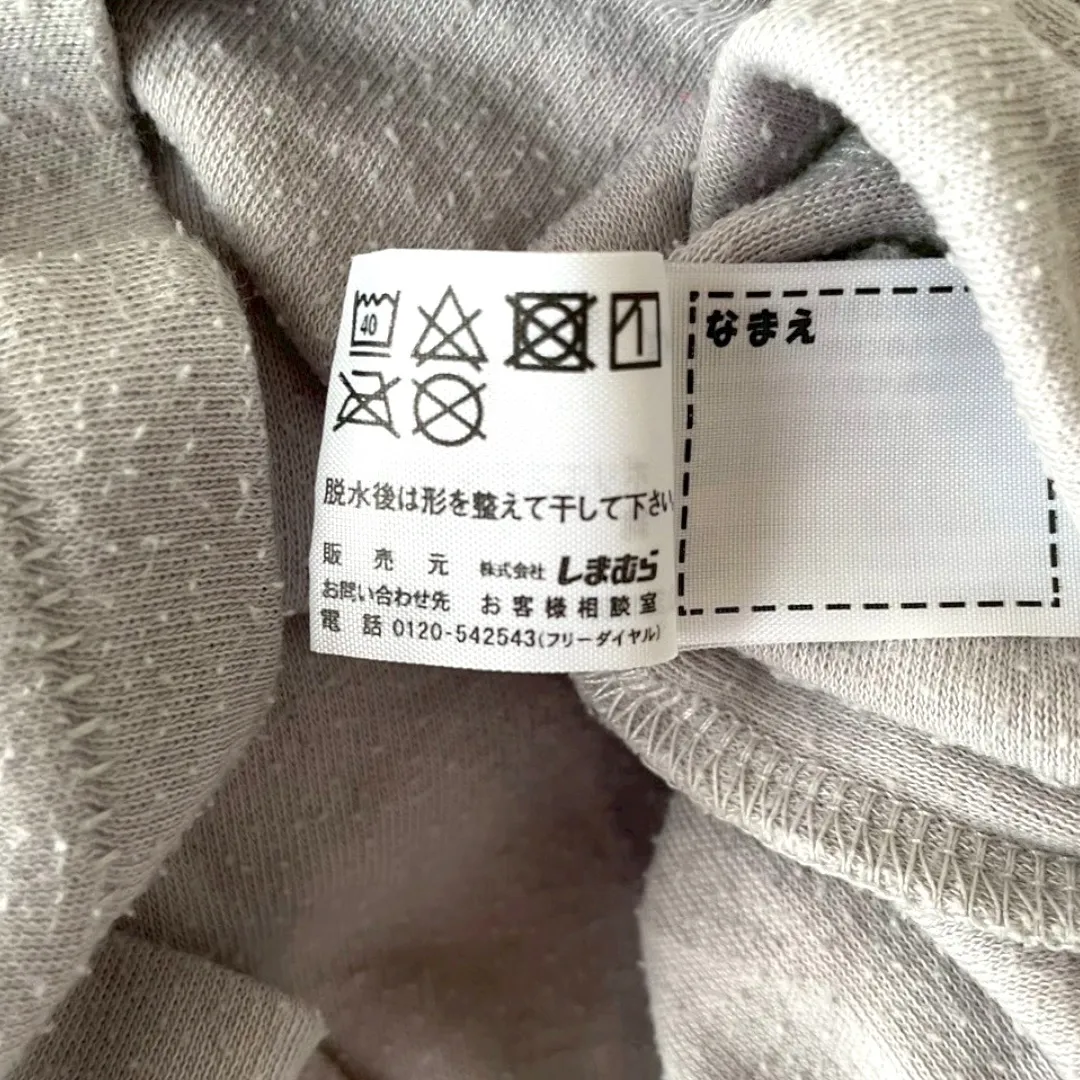 40
脱水後は形を整えて干して下さい
販売元 株式会社 しまむら
お問い合わせ先 お客様相談室
電話 0120-542543(フリーダイヤル)
なまえ